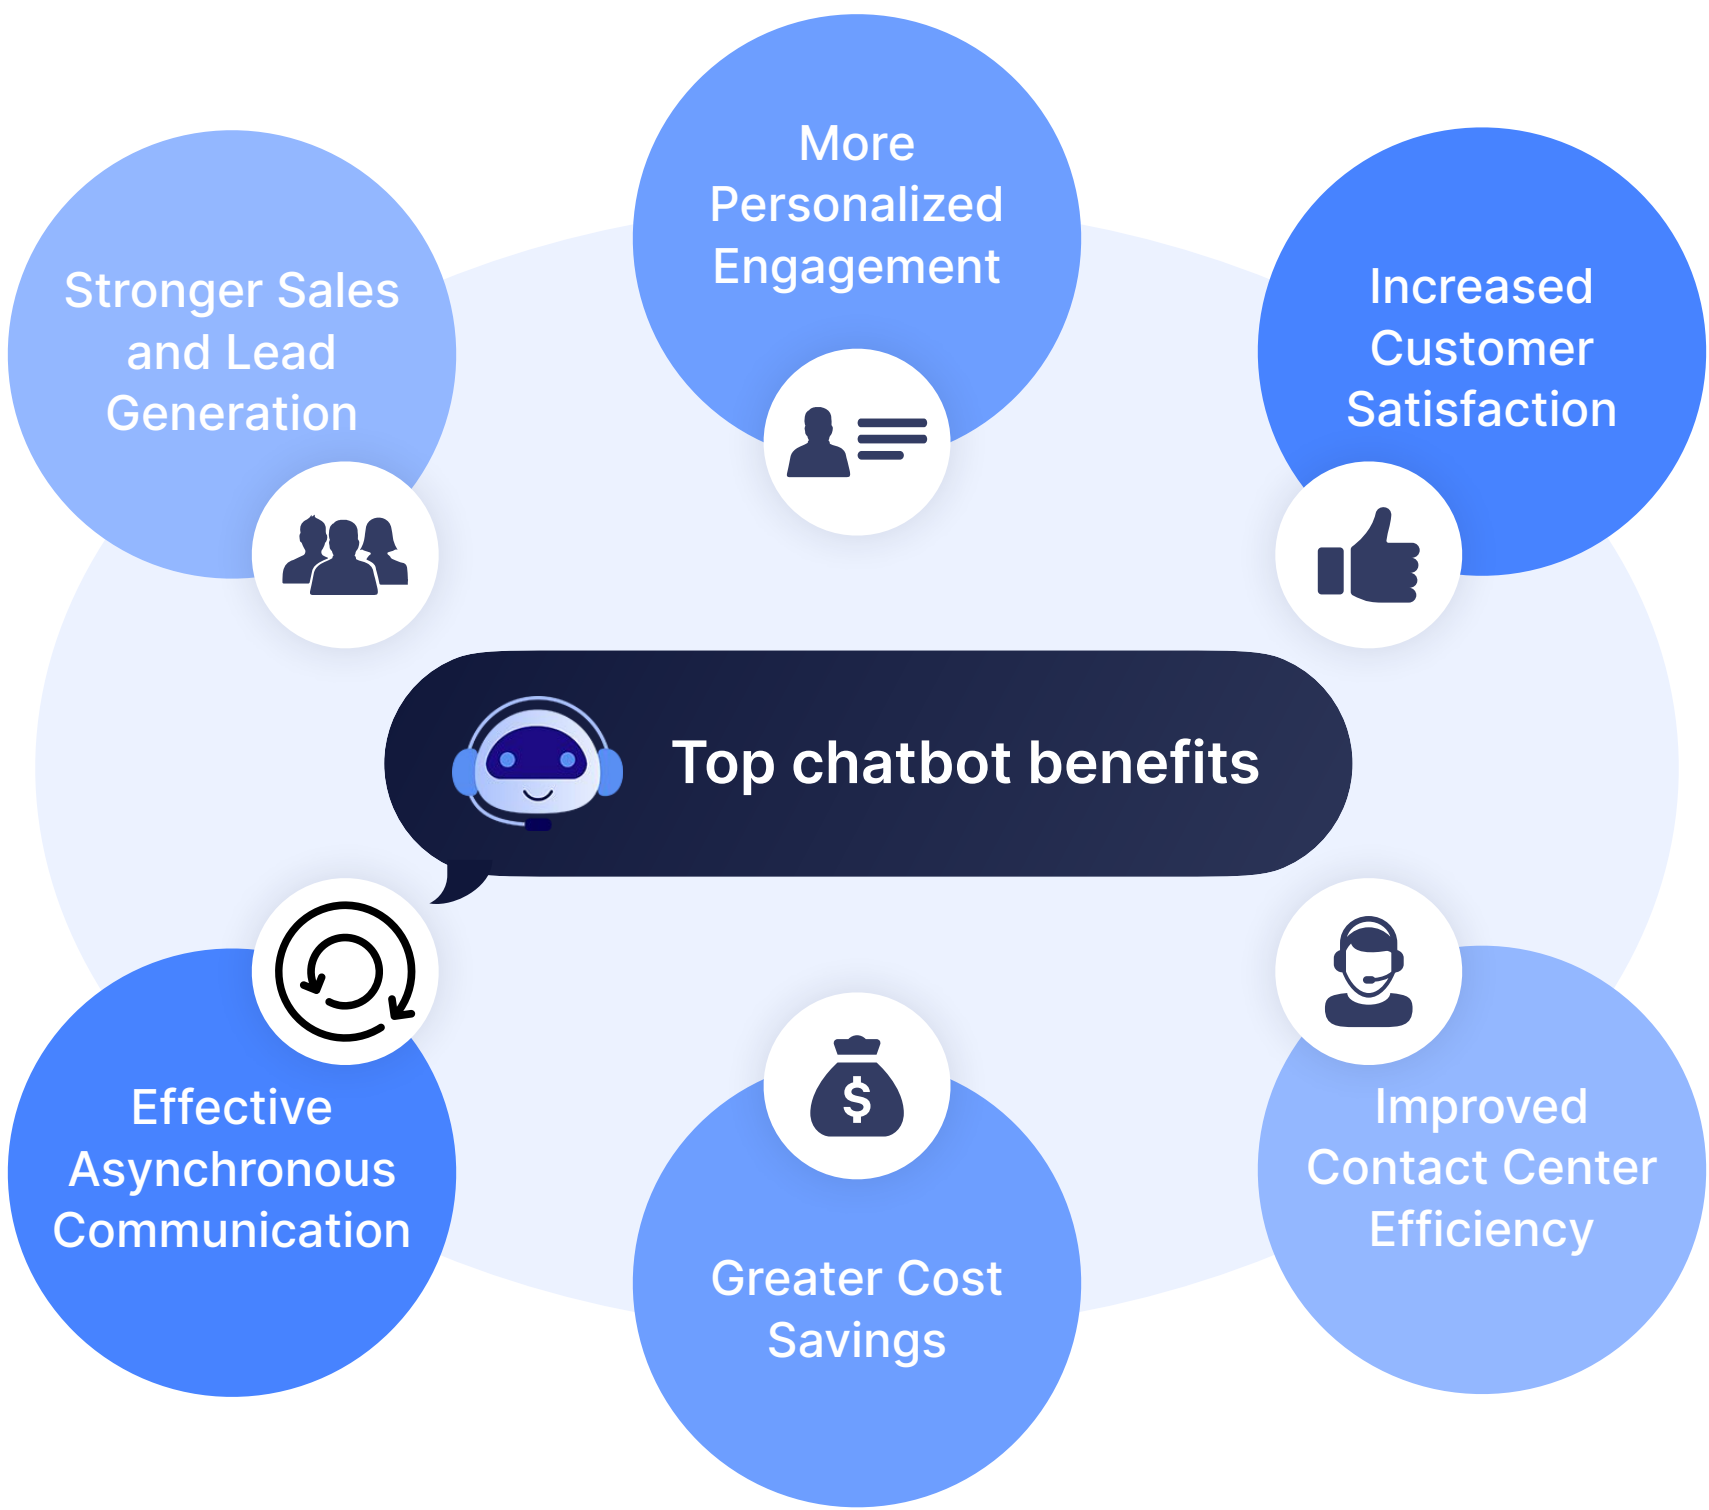 More
Personalized
Engagement
Stronger Sales
and Lead
Generation
Increased
Customer
Satisfaction
Top chatbot benefits
Effective
Asynchronous
Communication
$
Greater Cost
Savings
Improved
Contact Center
Efficiency